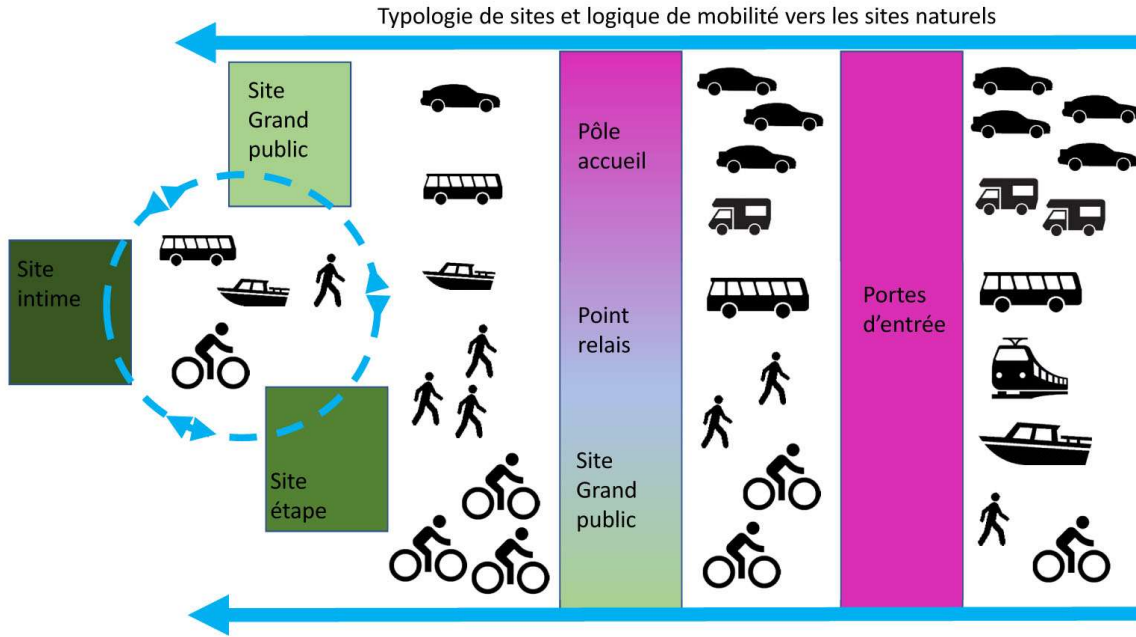 Typologie de sites et logique de mobilité vers les sites naturels
Site
Grand
public
Site
intime
Site
étape
Pôle
accueil
Point
relais
Site
Grand
public
Portes
d’entrée